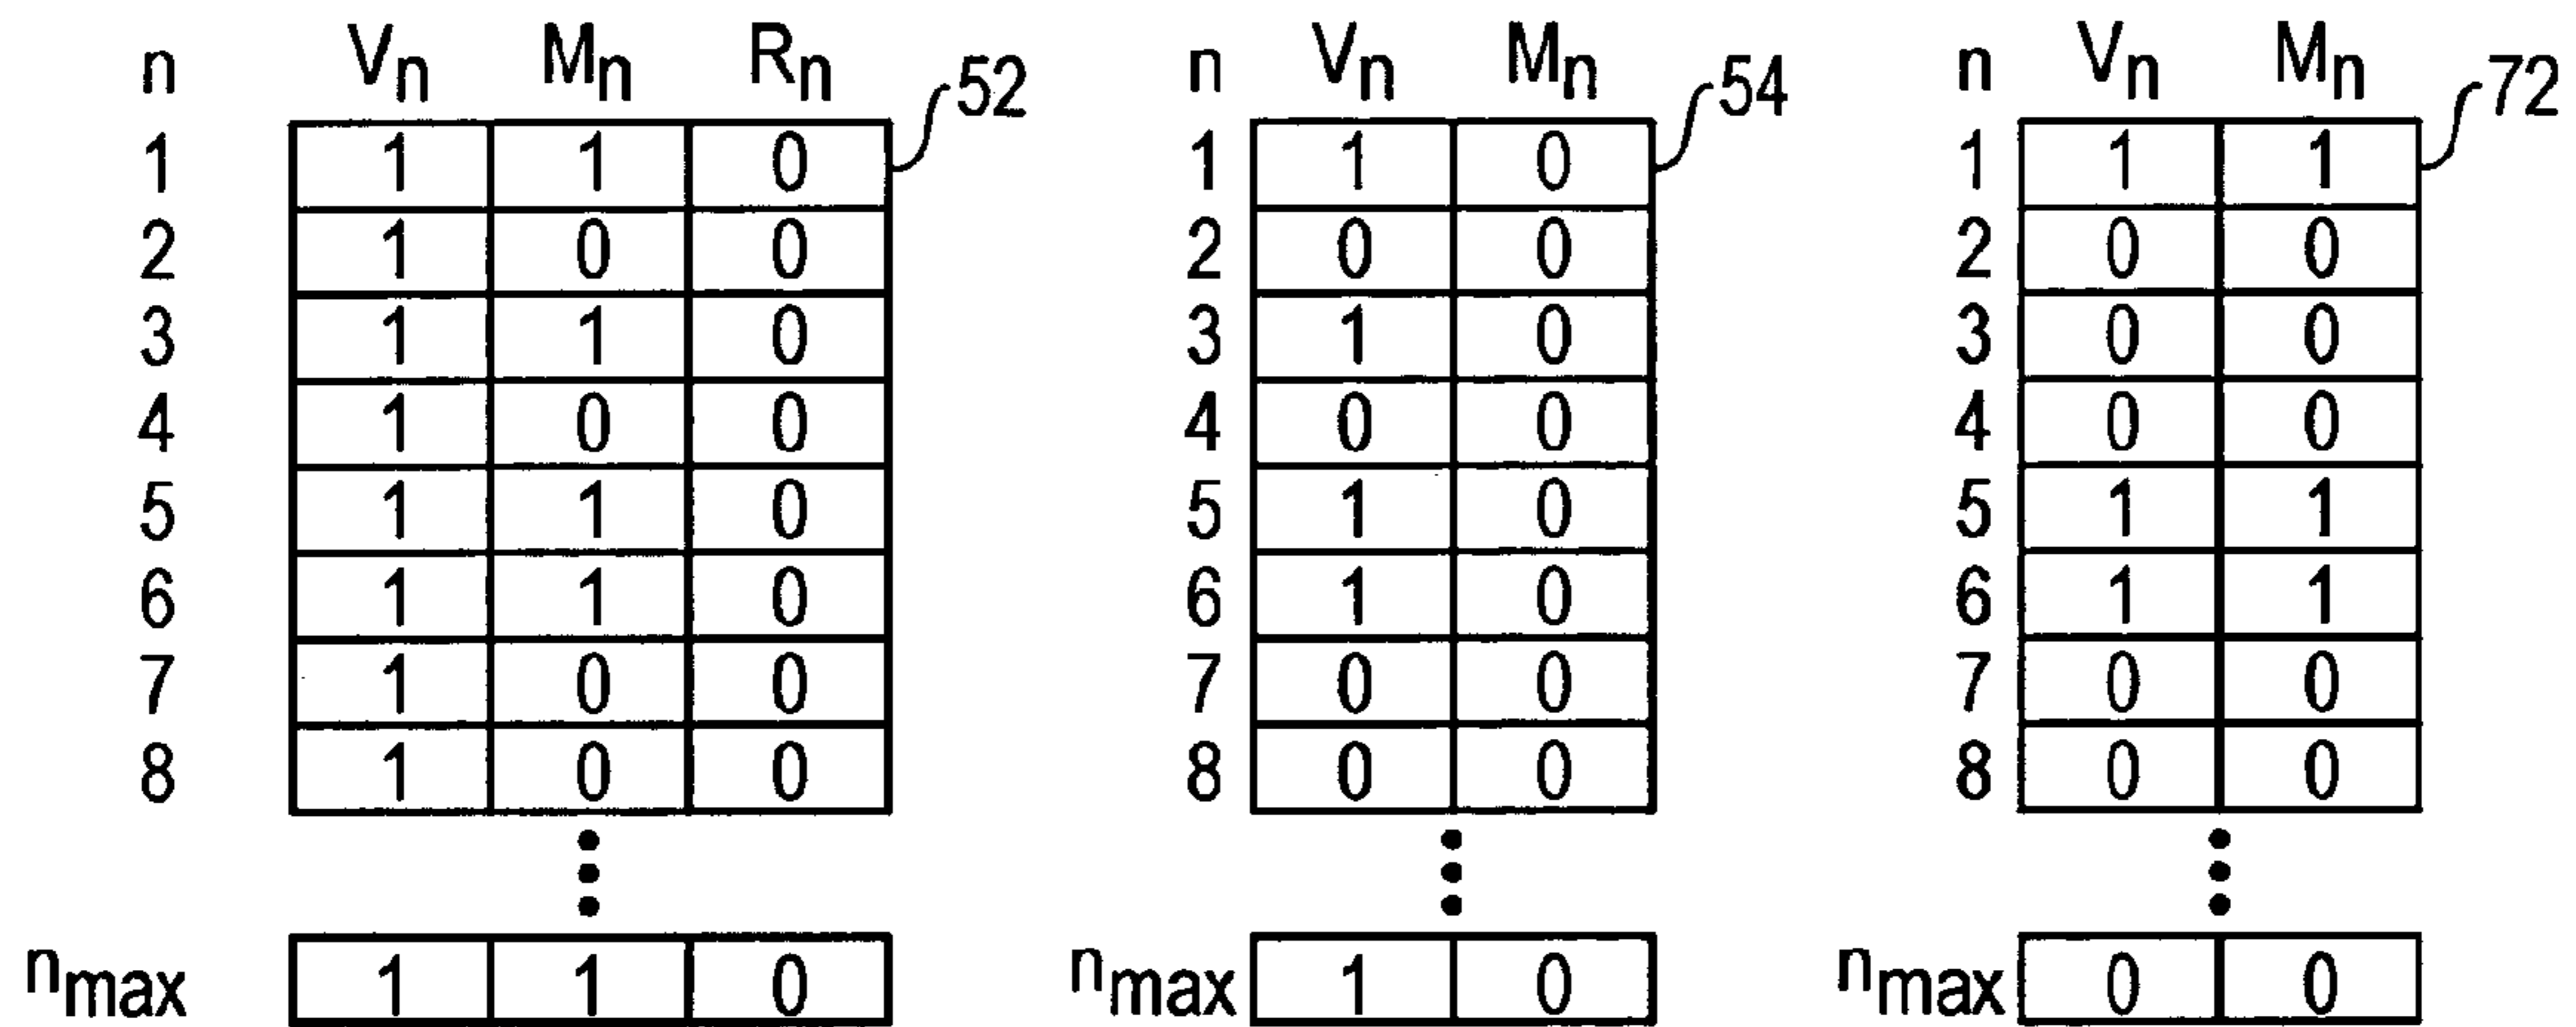 n Vn Mn Rn 52
1 1 1 0
2 1 0 0
3 1 1 0
4 1 0 0
5 1 1 0
6 1 1 0
7 1 0 0
8 1 0 0
nmax 1 1 0
n Vn Mn 54
1 1 0
2 0 0
3 1 0
4 0 0
5 1 0
6 1 0
7 0 0
8 0 0
nmax 1 0
n Vn Mn 72
1 1 1
2 0 0
3 0 0
4 0 0
5 1 1
6 1 1
7 0 0
8 0 0
nmax 0 0